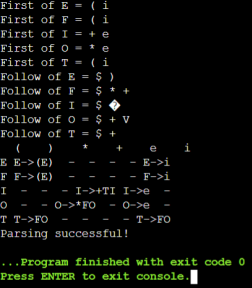 First of E = ( i
First of F = ( i
First of I = + e
First of O = * e
First of T = ( i
Follow of E = $ )
Follow of F = $ * +
Follow of I = $ �
Follow of O = $ + V
Follow of T = $ +
( ) * + e i
E E->(E) - - - - E->i
F F->(E) - - - - F->i
I - - - I->+TI I->e -
O - - O->*FO - O->e -
T T->FO - - - - T->FO
Parsing successful!
...Program finished with exit code 0
Press ENTER to exit console.